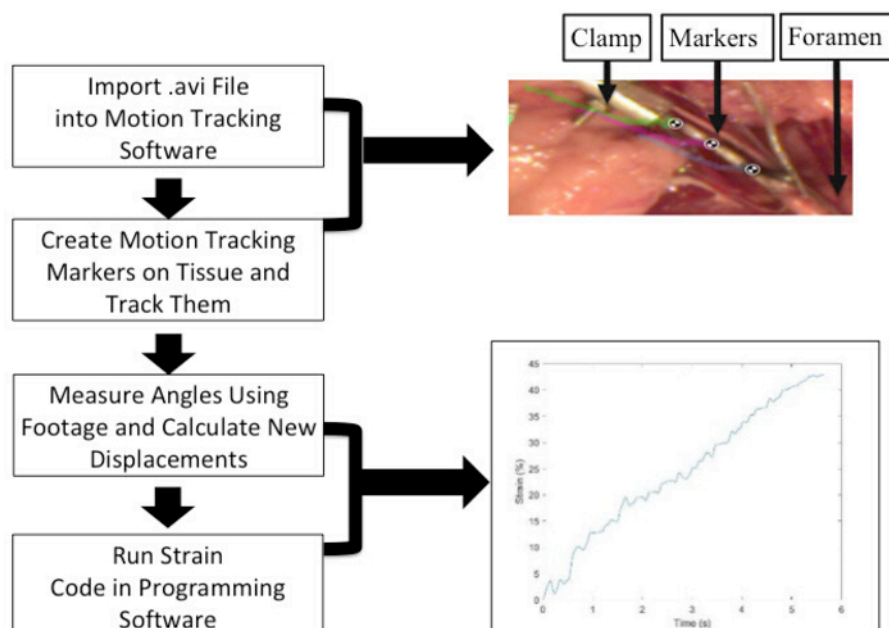 Clamp
Markers
Foramen
Import .avi File
into Motion Tracking
Software
Create Motion Tracking
Markers on Tissue and
Track Them
Measure Angles Using
Footage and Calculate New
Displacements
Run Strain
Code in Programming
Software
45
40
35
30
25
20
15
10
5
0
Strain (%)
0 1 2 3 4 5 6
Time (s)